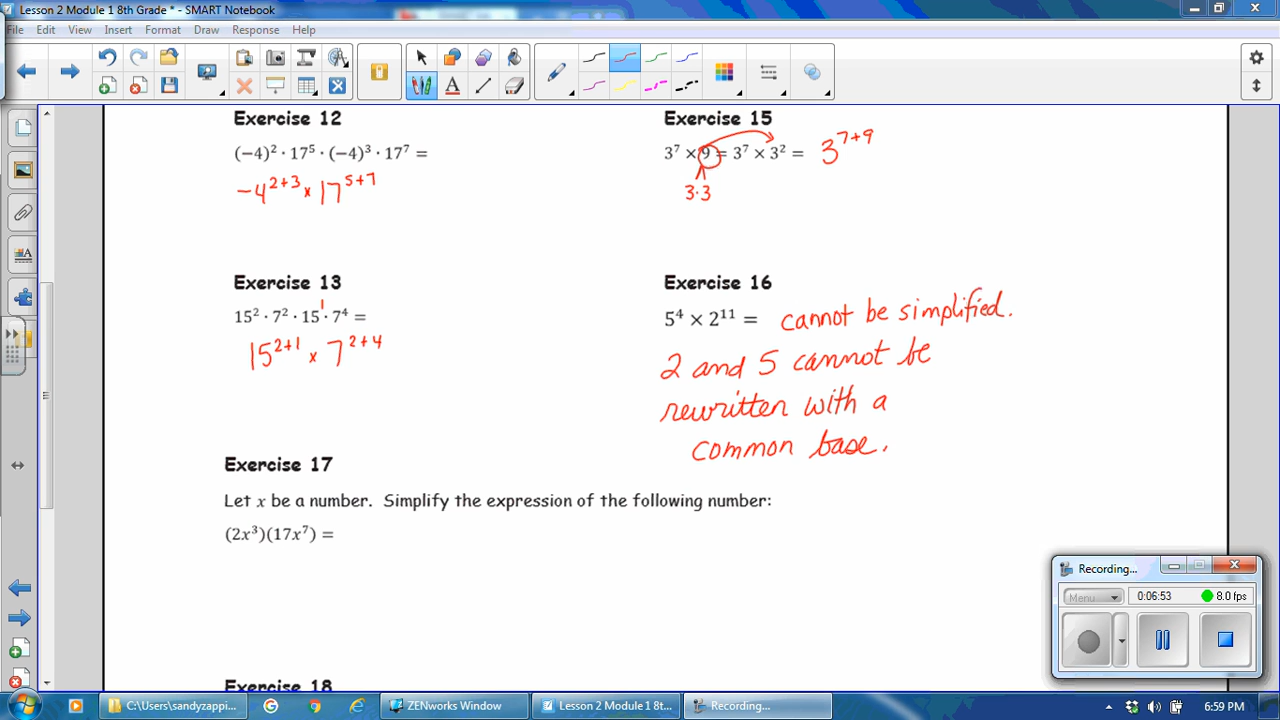 Lesson 2 Module 1 8th Grade * - SMART Notebook
File Edit View Insert Format Draw Response Help
Exercise 12
(−4)² · 17⁵ · (−4)³ · 17⁷ =
−4²⁺³ × 17⁵⁺⁷
Exercise 15
3⁷ × 9 = 3⁷ × 3² = 3⁷⁺⁹
3·3
Exercise 13
15² · 7² · 15¹ · 7⁴ =
15²⁺¹ × 7²⁺⁴
Exercise 16
5⁴ × 2¹¹ = cannot be simplified.
2 and 5 cannot be
rewritten with a
common base.
Exercise 17
Let x be a number. Simplify the expression of the following number:
(2x³)(17x⁷) =
Exercise 18
Recording...
Menu
0:06:53
8.0 fps
C:\Users\sandyzappi...
ZENworks Window
Lesson 2 Module 1 8t...
Recording...
6:59 PM